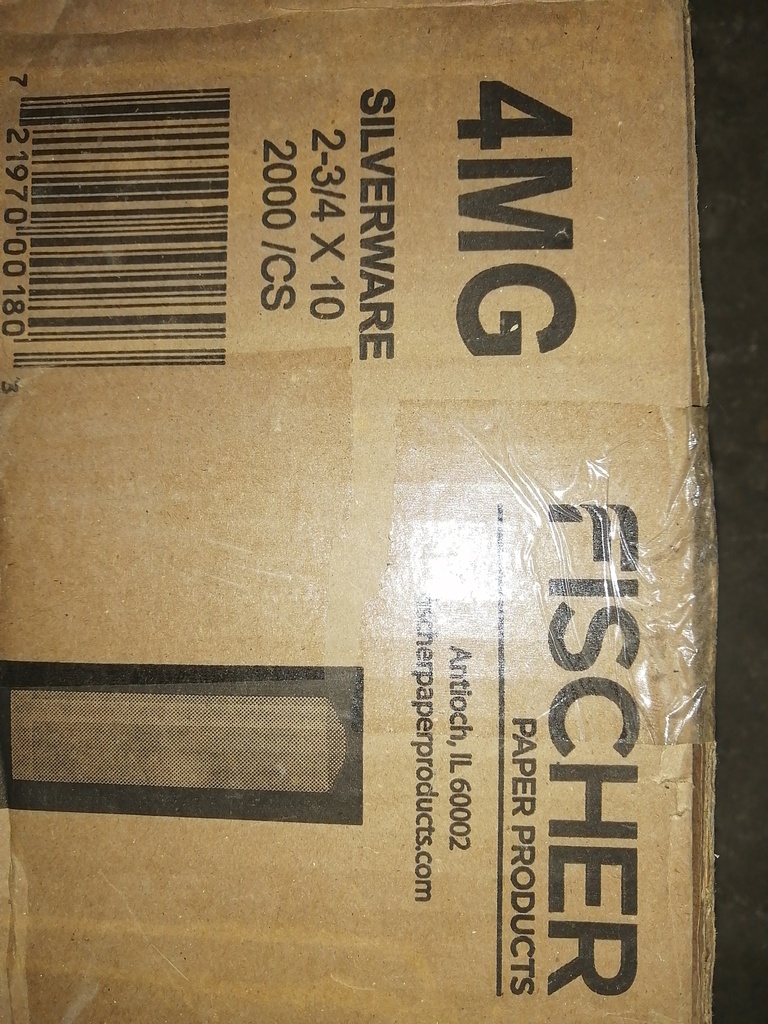 4MG
SILVERWARE
2-3/4 X 10
2000 /CS
7 21970 00180 3
FISCHER
PAPER PRODUCTS
Antioch, IL 60002
fischerpaperproducts.com